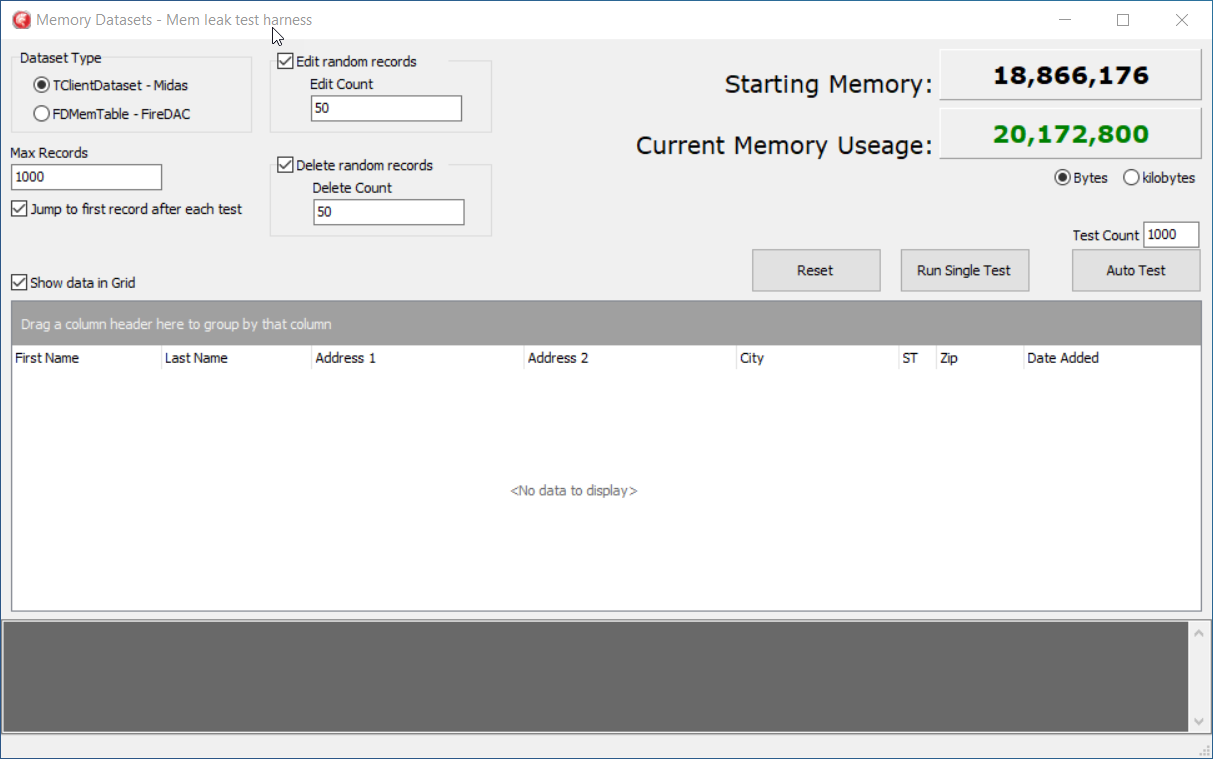 Memory Datasets - Mem leak test harness
Dataset Type
TClientDataset - Midas
FDMemTable - FireDAC
Max Records
1000
Jump to first record after each test
Show data in Grid
Edit random records
Edit Count
50
Delete random records
Delete Count
50
Starting Memory: 18,866,176
Current Memory Useage: 20,172,800
Bytes kilobytes
Test Count 1000
Reset Run Single Test Auto Test
Drag a column header here to group by that column
First Name Last Name Address 1 Address 2 City ST Zip Date Added
<No data to display>